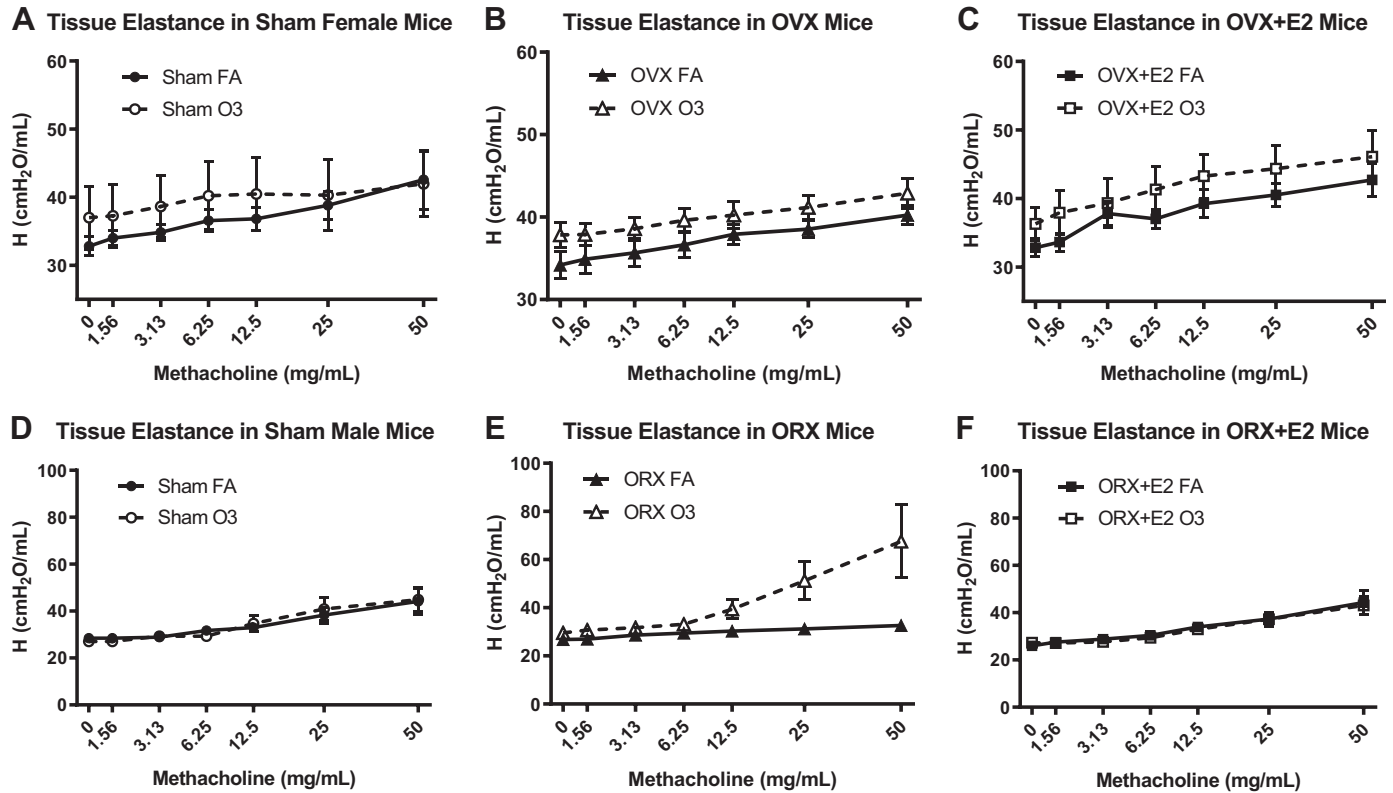 A Tissue Elastance in Sham Female Mice
H (cmH₂O/mL)
60
50
40
30
Sham FA
Sham O3
0 1.56 3.13 6.25 12.5 25 50
Methacholine (mg/mL)
B Tissue Elastance in OVX Mice
H (cmH₂O/mL)
60
50
40
30
OVX FA
OVX O3
0 1.56 3.13 6.25 12.5 25 50
Methacholine (mg/mL)
C Tissue Elastance in OVX+E2 Mice
H (cmH₂O/mL)
60
50
40
30
OVX+E2 FA
OVX+E2 O3
0 1.56 3.13 6.25 12.5 25 50
Methacholine (mg/mL)
D Tissue Elastance in Sham Male Mice
H (cmH₂O/mL)
100
80
60
40
20
0
Sham FA
Sham O3
0 1.56 3.13 6.25 12.5 25 50
Methacholine (mg/mL)
E Tissue Elastance in ORX Mice
H (cmH₂O/mL)
100
80
60
40
20
0
ORX FA
ORX O3
0 1.56 3.13 6.25 12.5 25 50
Methacholine (mg/mL)
F Tissue Elastance in ORX+E2 Mice
H (cmH₂O/mL)
100
80
60
40
20
0
ORX+E2 FA
ORX+E2 O3
0 1.56 3.13 6.25 12.5 25 50
Methacholine (mg/mL)